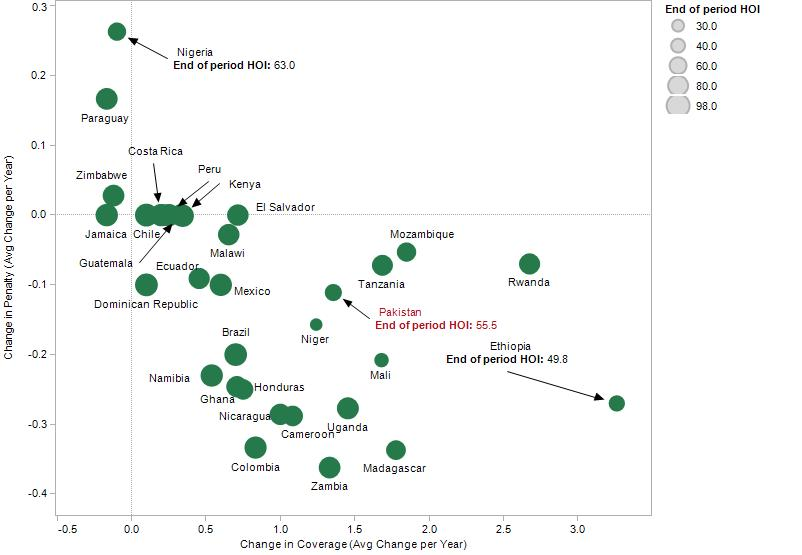 End of period HOI
30.0
40.0
60.0
80.0
98.0
0.3
0.2
0.1
0.0
-0.1
-0.2
-0.3
-0.4
Change in Penalty (Avg Change per Year)
Nigeria
End of period HOI: 63.0
Paraguay
Costa Rica
Peru
Zimbabwe
Kenya
El Salvador
Jamaica
Chile
Mozambique
Malawi
Guatemala
Ecuador
Tanzania
Rwanda
Mexico
Dominican Republic
Pakistan
End of period HOI: 55.5
Brazil
Niger
Ethiopia
End of period HOI: 49.8
Namibia
Mali
Honduras
Ghana
Nicaragua
Uganda
Cameroon
Colombia
Madagascar
Zambia
-0.5
0.0
0.5
1.0
1.5
2.0
2.5
3.0
Change in Coverage (Avg Change per Year)